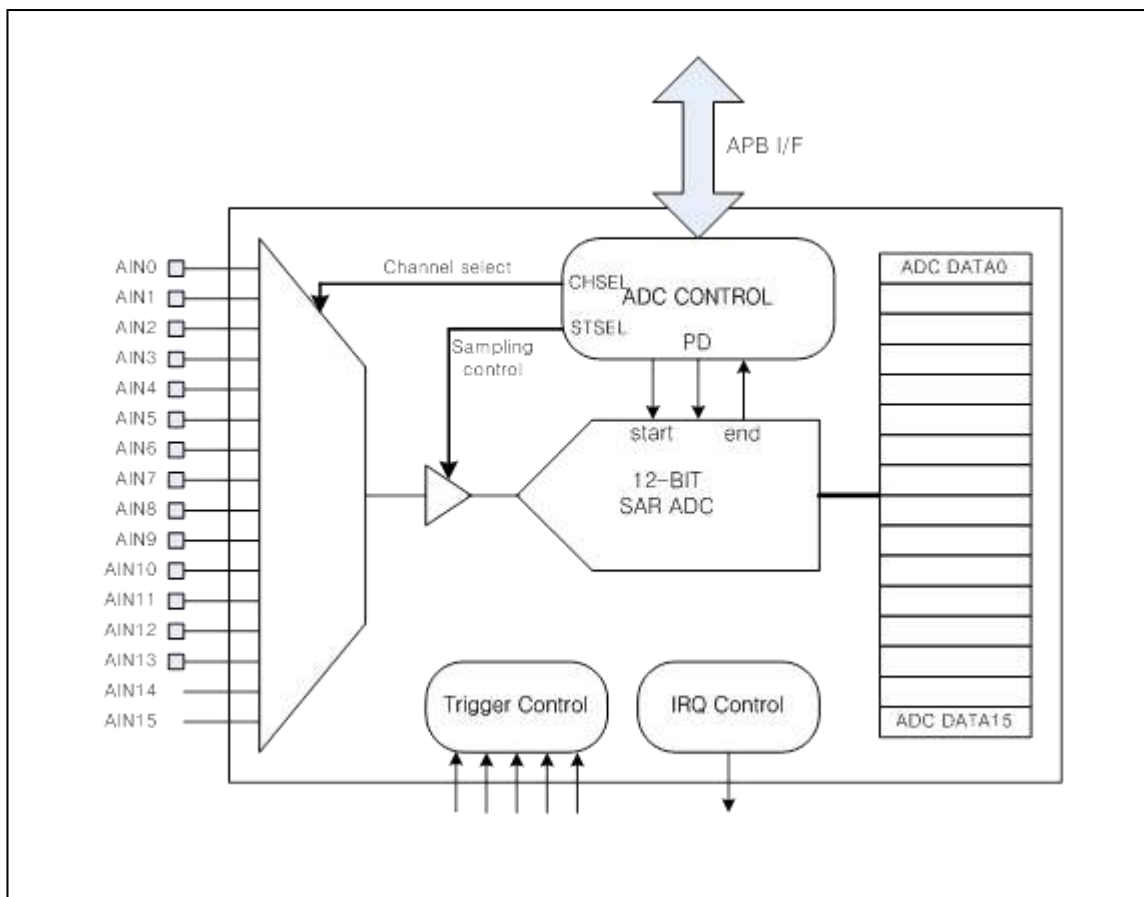 APB I/F
AIN0
AIN1
AIN2
AIN3
AIN4
AIN5
AIN6
AIN7
AIN8
AIN9
AIN10
AIN11
AIN12
AIN13
AIN14
AIN15
Channel select
CHSEL
ADC CONTROL
STSEL
PD
Sampling
control
start
end
12-BIT
SAR ADC
ADC DATA0
ADC DATA15
Trigger Control
IRQ Control